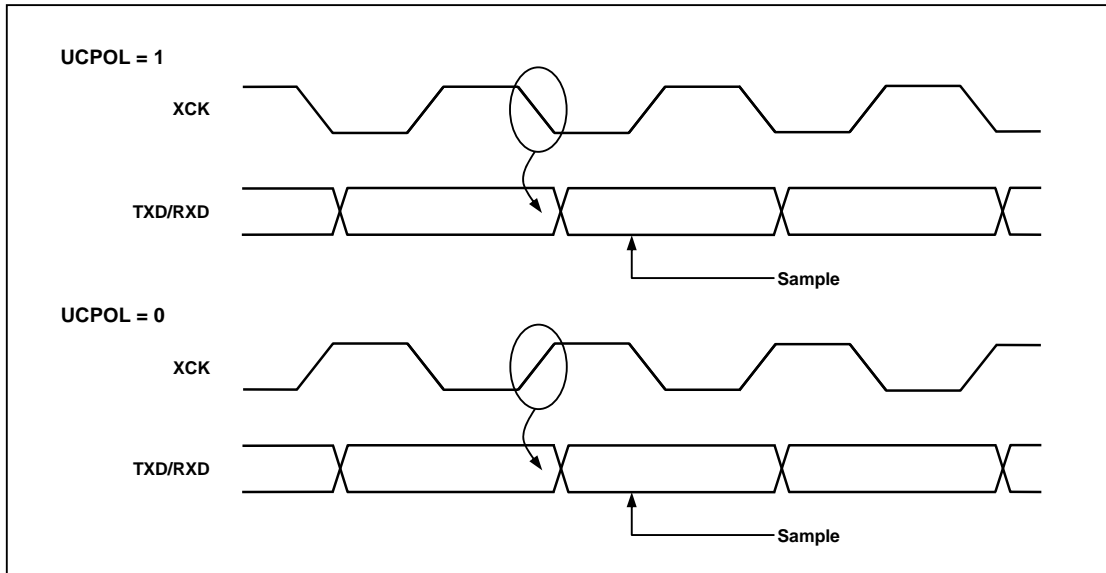 UCPOL = 1
XCK
TXD/RXD
Sample
UCPOL = 0
XCK
TXD/RXD
Sample